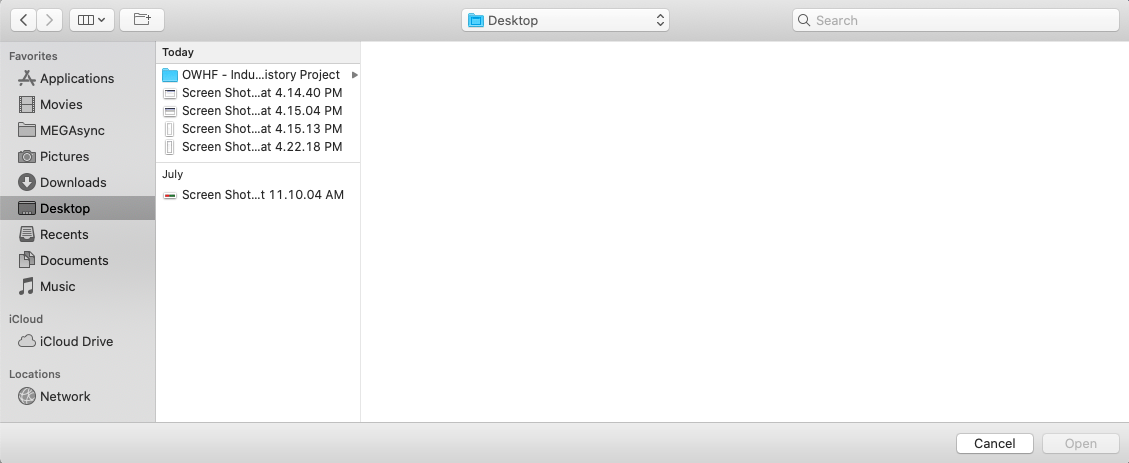 Desktop
Search
Favorites
Applications
Movies
MEGAsync
Pictures
Downloads
Desktop
Recents
Documents
Music
iCloud
iCloud Drive
Locations
Network
Today
OWHF - Indu...istory Project
Screen Shot...at 4.14.40 PM
Screen Shot...at 4.15.04 PM
Screen Shot...at 4.15.13 PM
Screen Shot...at 4.22.18 PM
July
Screen Shot...t 11.10.04 AM
Cancel
Open